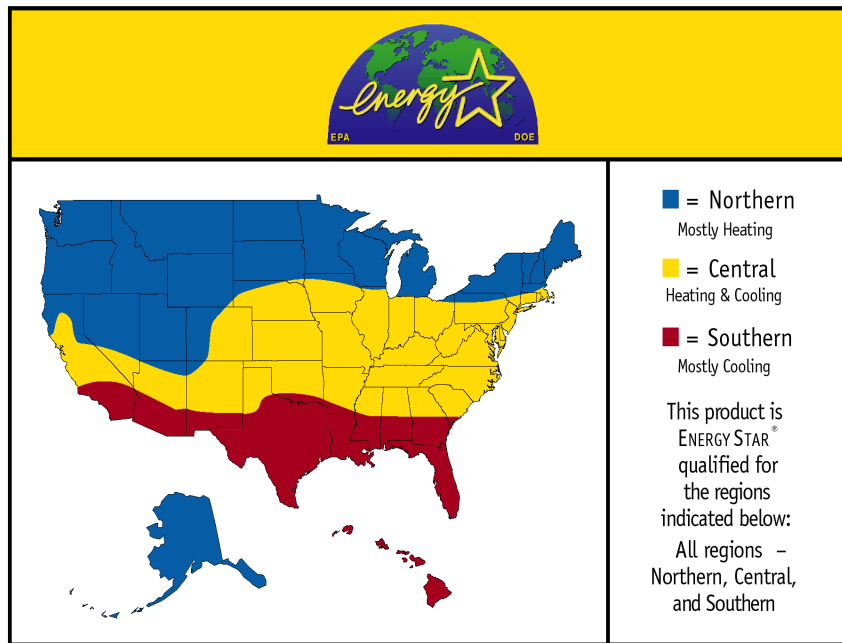 energy
EPA
DOE
= Northern
Mostly Heating
= Central
Heating & Cooling
= Southern
Mostly Cooling
This product is
ENERGY STAR®
qualified for
the regions
indicated below:
All regions –
Northern, Central,
and Southern